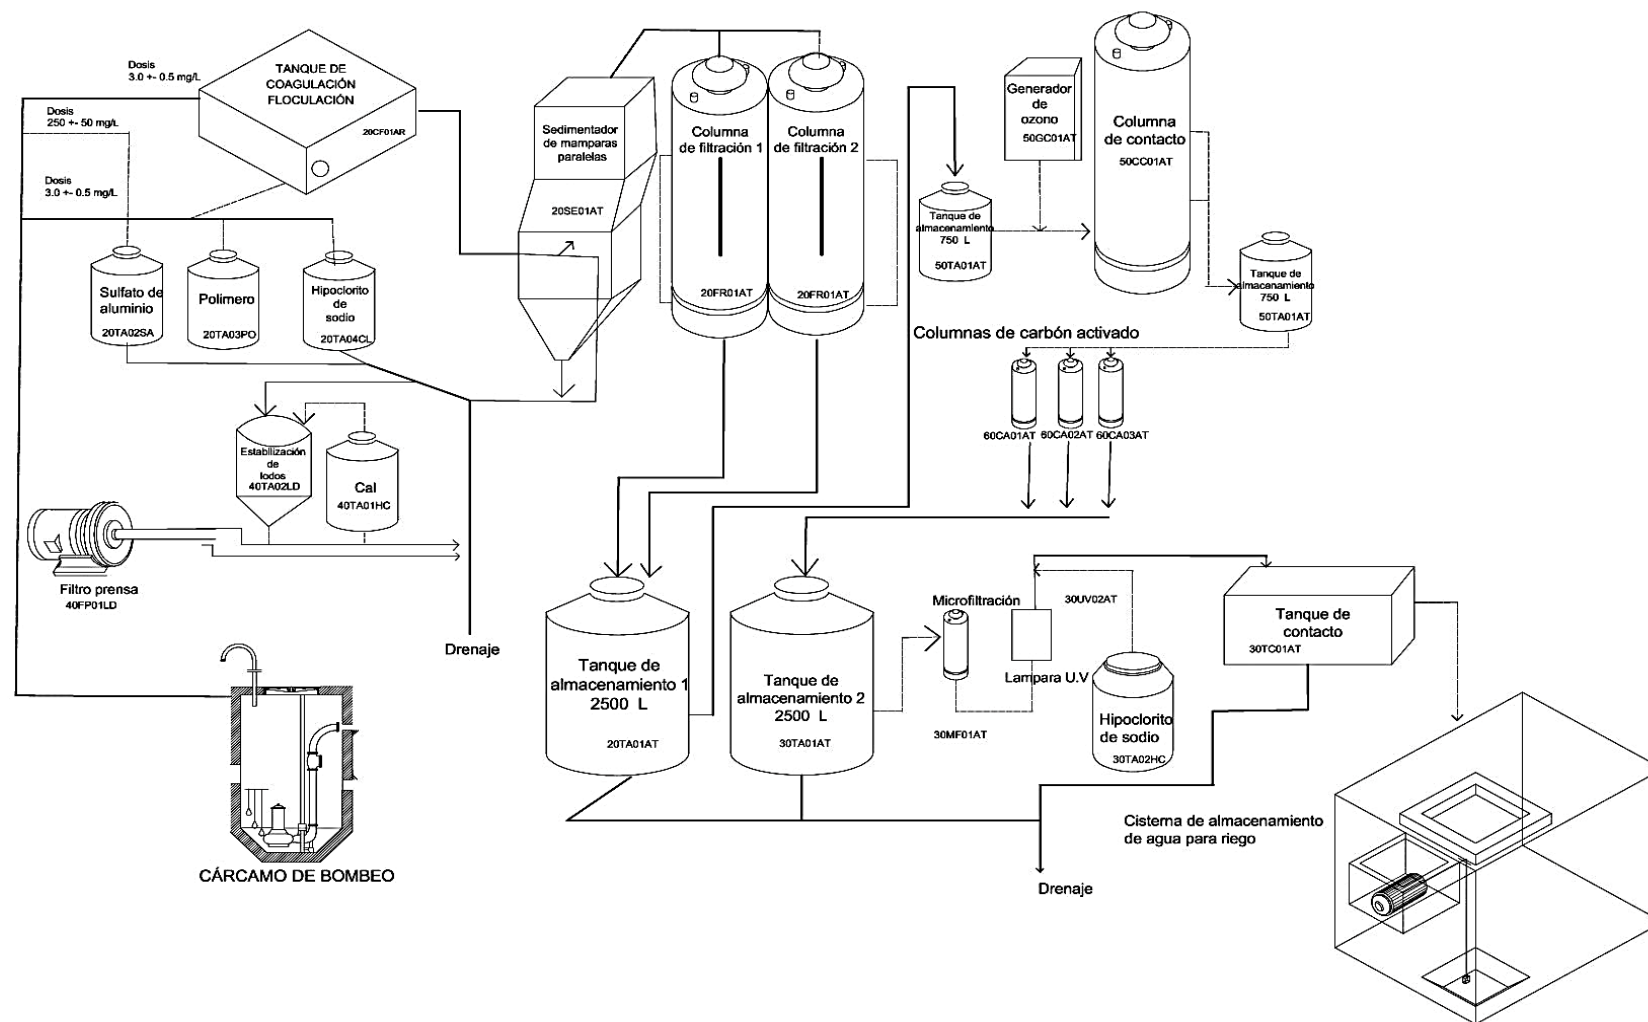 Dosis
3.0 +- 0.5 mg/L
TANQUE DE
COAGULACIÓN
FLOCULACIÓN
20CF01AR
Dosis
250 +- 50 mg/L
Dosis
3.0 +- 0.5 mg/L
Sulfato de
aluminio
20TA02SA
Polimero
20TA03PO
Hipoclorito
de
sodio
20TA04CL
Sedimentador
de mamparas
paralelas
20SE01AT
Columna
de filtración 1
20FR01AT
Columna
de filtración 2
20FR01AT
Tanque de
almacenamiento
750 L
50TA01AT
Generador
de
ozono
50GC01AT
Columna
de contacto
50CC01AT
Tanque de
almacenamiento
750 L
50TA01AT
Columnas de carbón activado
60CA01AT
60CA02AT
60CA03AT
Estabilización
de
lodos
40TA02LD
Cal
40TA01HC
Filtro prensa
40FP01LD
Drenaje
CÁRCAMO DE BOMBEO
Tanque de
almacenamiento 1
2500 L
20TA01AT
Tanque de
almacenamiento 2
2500 L
30TA01AT
Microfiltración
30MF01AT
Lampara U.V
30UV02AT
Hipoclorito
de sodio
30TA02HC
Tanque de
contacto
30TC01AT
Drenaje
Cisterna de almacenamiento
de agua para riego